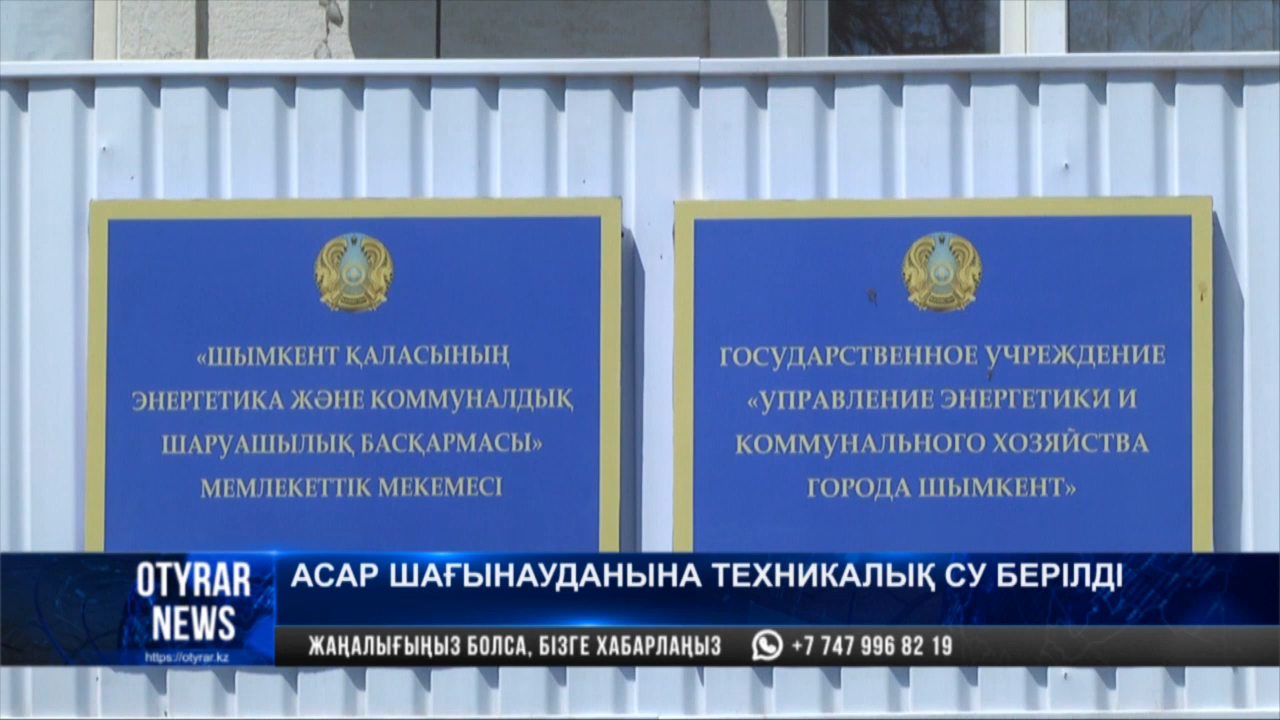 «ШЫМКЕНТ ҚАЛАСЫНЫҢ
ЭНЕРГЕТИКА ЖӘНЕ КОММУНАЛДЫҚ
ШАРУАШЫЛЫҚ БАСҚАРМАСЫ»
МЕМЛЕКЕТТІК МЕКЕМЕСІ
ГОСУДАРСТВЕННОЕ УЧРЕЖДЕНИЕ
«УПРАВЛЕНИЕ ЭНЕРГЕТИКИ И
КОММУНАЛЬНОГО ХОЗЯЙСТВА
ГОРОДА ШЫМКЕНТ»
OTYRAR
NEWS
https://otyrar.kz
АСАР ШАҒЫНАУДАНЫНА ТЕХНИКАЛЫҚ СУ БЕРІЛДІ
ЖАҢАЛЫҒЫҢЫЗ БОЛСА, БІЗГЕ ХАБАРЛАҢЫЗ +7 747 996 82 19